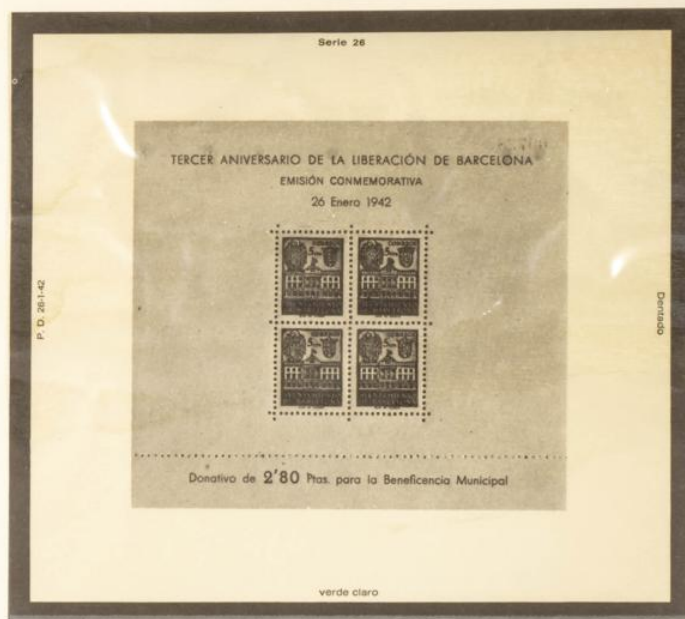 Serie 26
TERCER ANIVERSARIO DE LA LIBERACIÓN DE BARCELONA
EMISIÓN CONMEMORATIVA
26 Enero 1942
P. D. 26-1-42
Dentado
Donativo de 2'80 Ptas. para la Beneficencia Municipal
verde claro